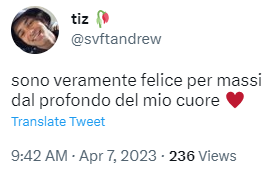 tiz 🥀
@svftandrew
sono veramente felice per massi
dal profondo del mio cuore ♥️
Translate Tweet
9:42 AM · Apr 7, 2023 · 236 Views